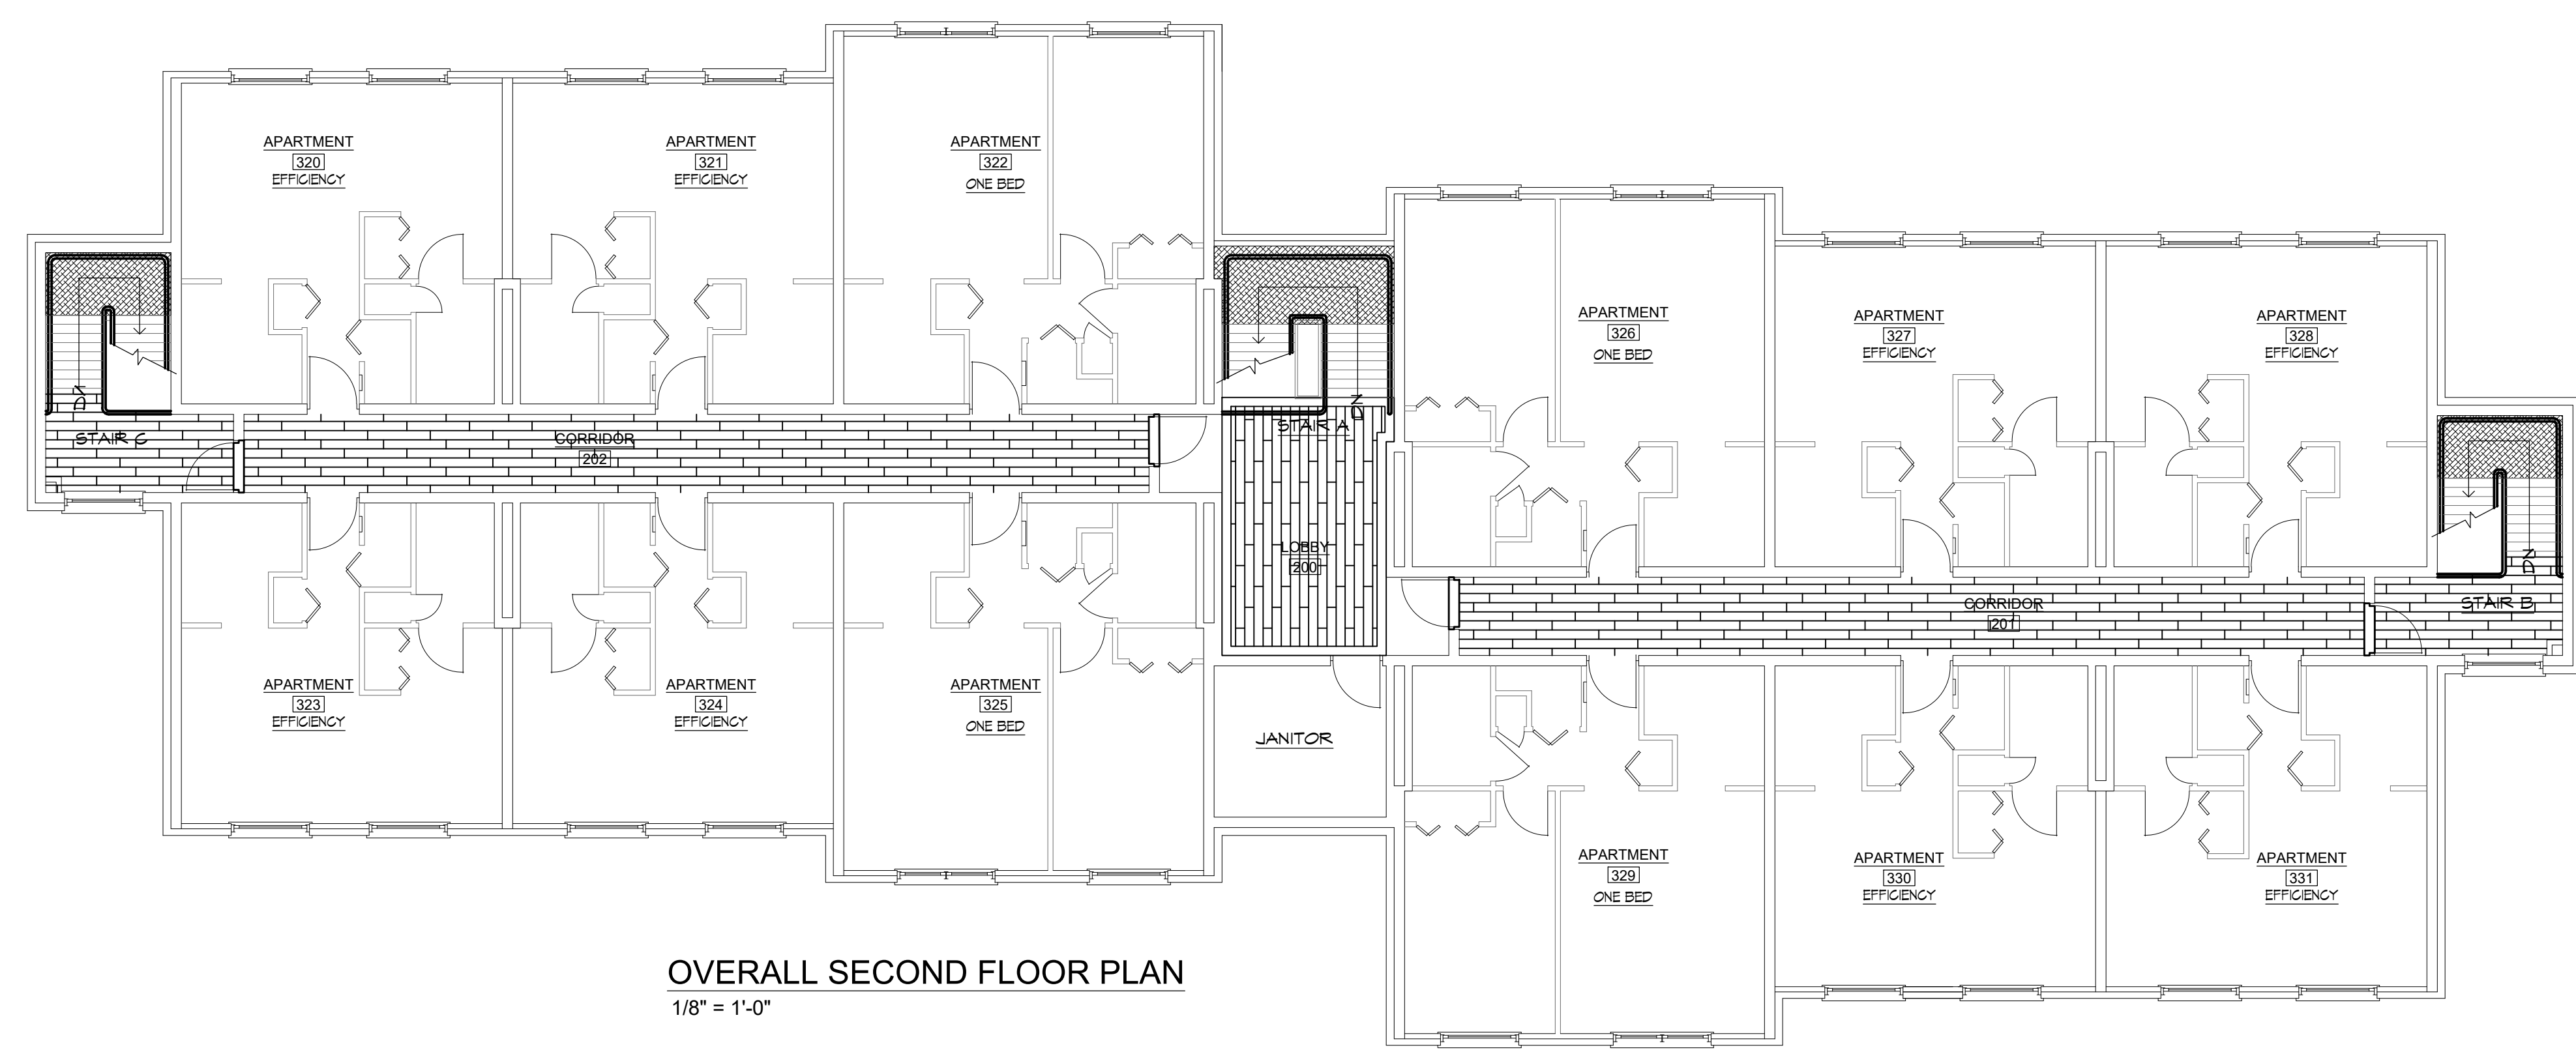 APARTMENT
320
EFFICIENCY
APARTMENT
321
EFFICIENCY
APARTMENT
322
ONE BED
APARTMENT
326
ONE BED
APARTMENT
327
EFFICIENCY
APARTMENT
328
EFFICIENCY
DN
STAIR C
CORRIDOR
202
DN
STAIR A
LOBBY
200
CORRIDOR
201
DN
STAIR B
APARTMENT
323
EFFICIENCY
APARTMENT
324
EFFICIENCY
APARTMENT
325
ONE BED
JANITOR
APARTMENT
329
ONE BED
APARTMENT
330
EFFICIENCY
APARTMENT
331
EFFICIENCY
OVERALL SECOND FLOOR PLAN
1/8" = 1'-0"